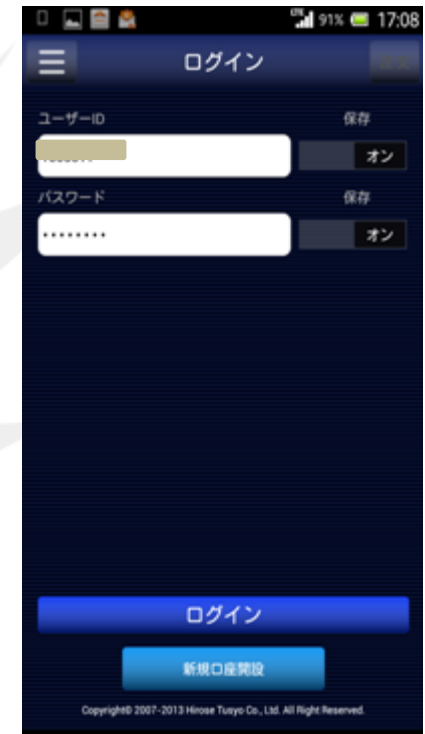 LTE 91% 17:08
ログイン
ユーザーID 保存
オン
パスワード 保存
•••••••• オン
ログイン
新規口座開設
Copyright© 2007-2013 Hirose Tusyo Co., Ltd. All Right Reserved.